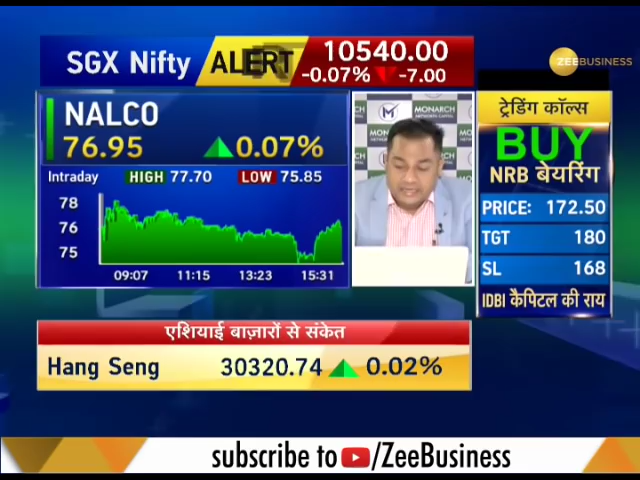 SGX Nifty
ALERT
10540.00
-0.07% -7.00
ZEEBUSINESS
NALCO
76.95 0.07%
Intraday HIGH 77.70 LOW 75.85
78
76
75
09:07 11:15 13:23 15:31
MONARCH
NETWORTH CAPITAL
ट्रेडिंग कॉल्स
BUY
NRB बेयरिंग
PRICE: 172.50
TGT 180
SL 168
IDBI कैपिटल की राय
एशियाई बाज़ारों से संकेत
Hang Seng 30320.74 0.02%
subscribe to /ZeeBusiness